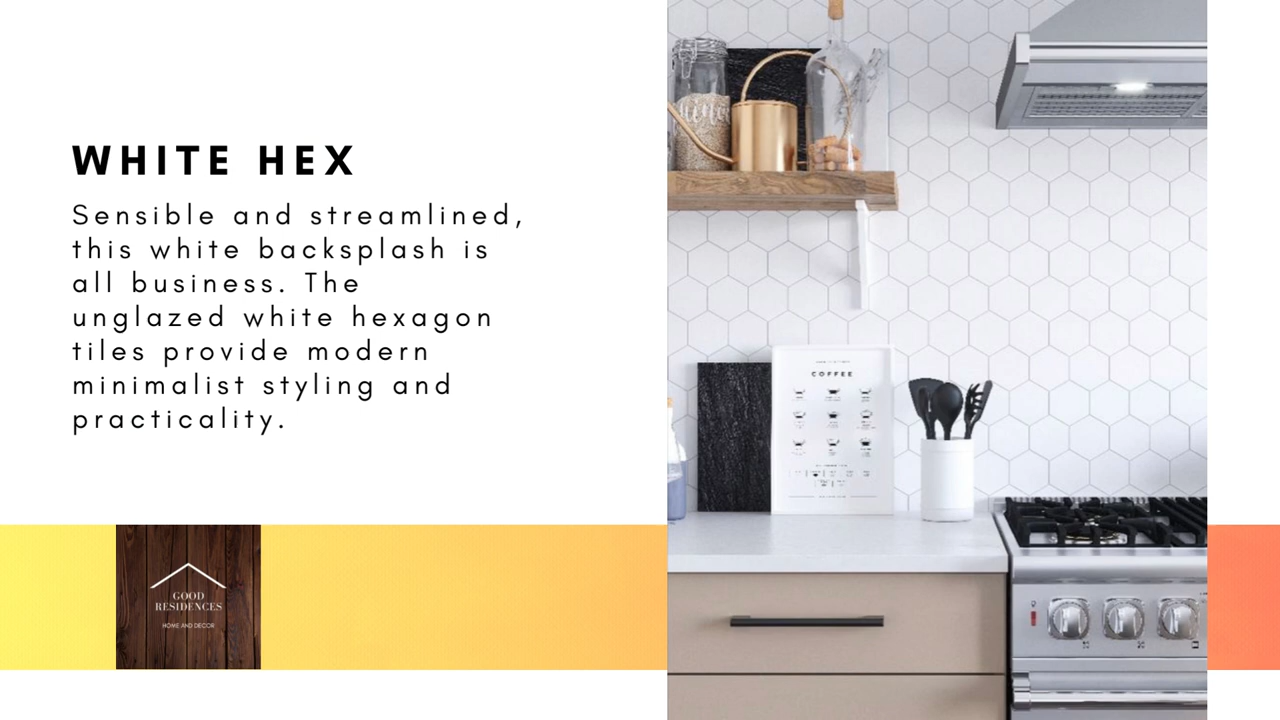 WHITE HEX
Sensible and streamlined,
this white backsplash is
all business. The
unglazed white hexagon
tiles provide modern
minimalist styling and
practicality.
COFFEE
GOOD
RESIDENCES
HOME AND DECOR